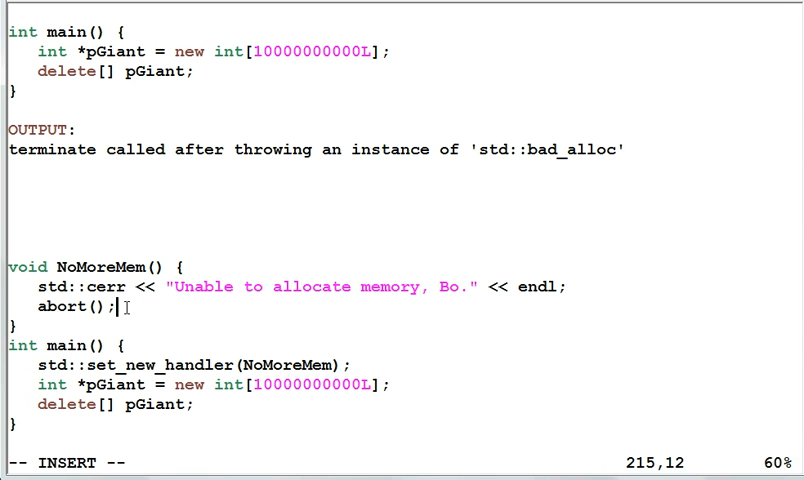 int main() {
int *pGiant = new int[10000000000L];
delete[] pGiant;
}
OUTPUT:
terminate called after throwing an instance of 'std::bad_alloc'
void NoMoreMem() {
std::cerr << "Unable to allocate memory, Bo." << endl;
abort();
}
int main() {
std::set_new_handler(NoMoreMem);
int *pGiant = new int[10000000000L];
delete[] pGiant;
}
-- INSERT -- 215,12 60%